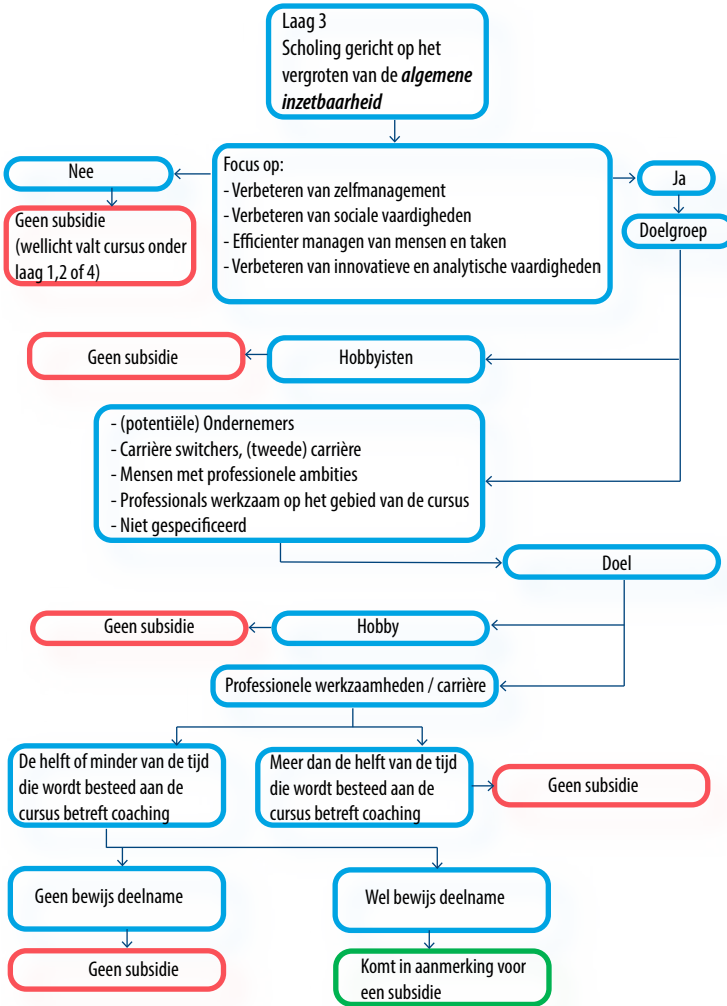 Laag 3
Scholing gericht op het
vergroten van de algemene
inzetbaarheid
Nee
Focus op:
- Verbeteren van zelfmanagement
- Verbeteren van sociale vaardigheden
- Efficienter managen van mensen en taken
- Verbeteren van innovatieve en analytische vaardigheden
Ja
Geen subsidie
(wellicht valt cursus onder
laag 1,2 of 4)
Doelgroep
Geen subsidie
Hobbyisten
- (potentiële) Ondernemers
- Carrière switchers, (tweede) carrière
- Mensen met professionele ambities
- Professionals werkzaam op het gebied van de cursus
- Niet gespecificeerd
Doel
Geen subsidie
Hobby
Professionele werkzaamheden / carrière
De helft of minder van de tijd
die wordt besteed aan de
cursus betreft coaching
Meer dan de helft van de tijd
die wordt besteed aan de
cursus betreft coaching
Geen subsidie
Geen bewijs deelname
Wel bewijs deelname
Geen subsidie
Komt in aanmerking voor
een subsidie